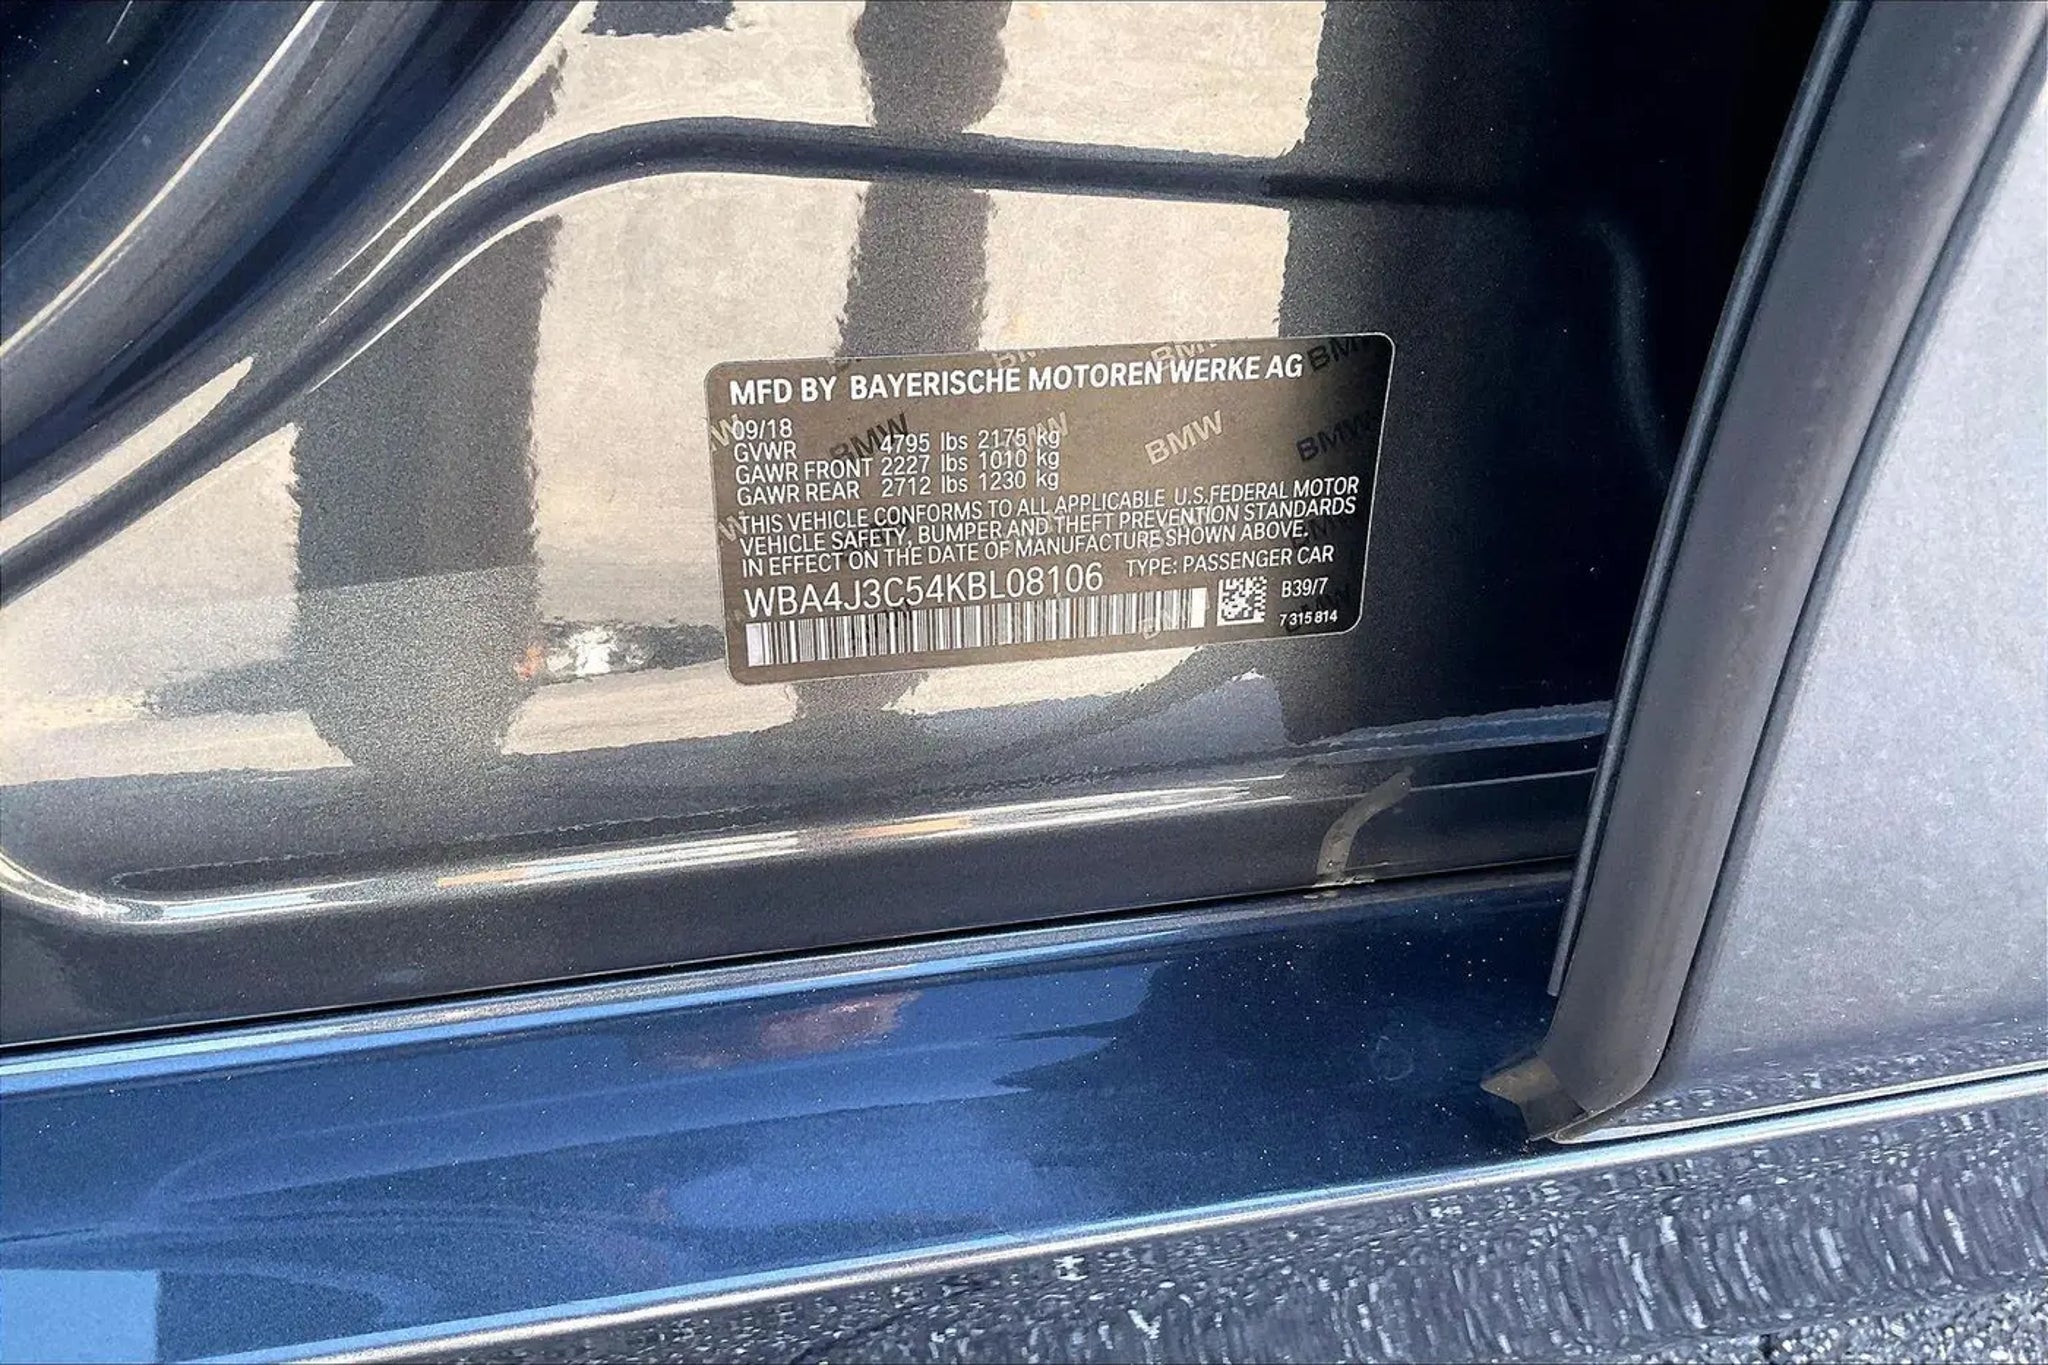 MFD BY BAYERISCHE MOTOREN WERKE AG
09/18
GVWR 4795 lbs 2175 kg
GAWR FRONT 2227 lbs 1010 kg
GAWR REAR 2712 lbs 1230 kg
THIS VEHICLE CONFORMS TO ALL APPLICABLE U.S.FEDERAL MOTOR
VEHICLE SAFETY, BUMPER AND THEFT PREVENTION STANDARDS
IN EFFECT ON THE DATE OF MANUFACTURE SHOWN ABOVE.
WBA4J3C54KBL08106 TYPE: PASSENGER CAR
B39/7
7 315 814